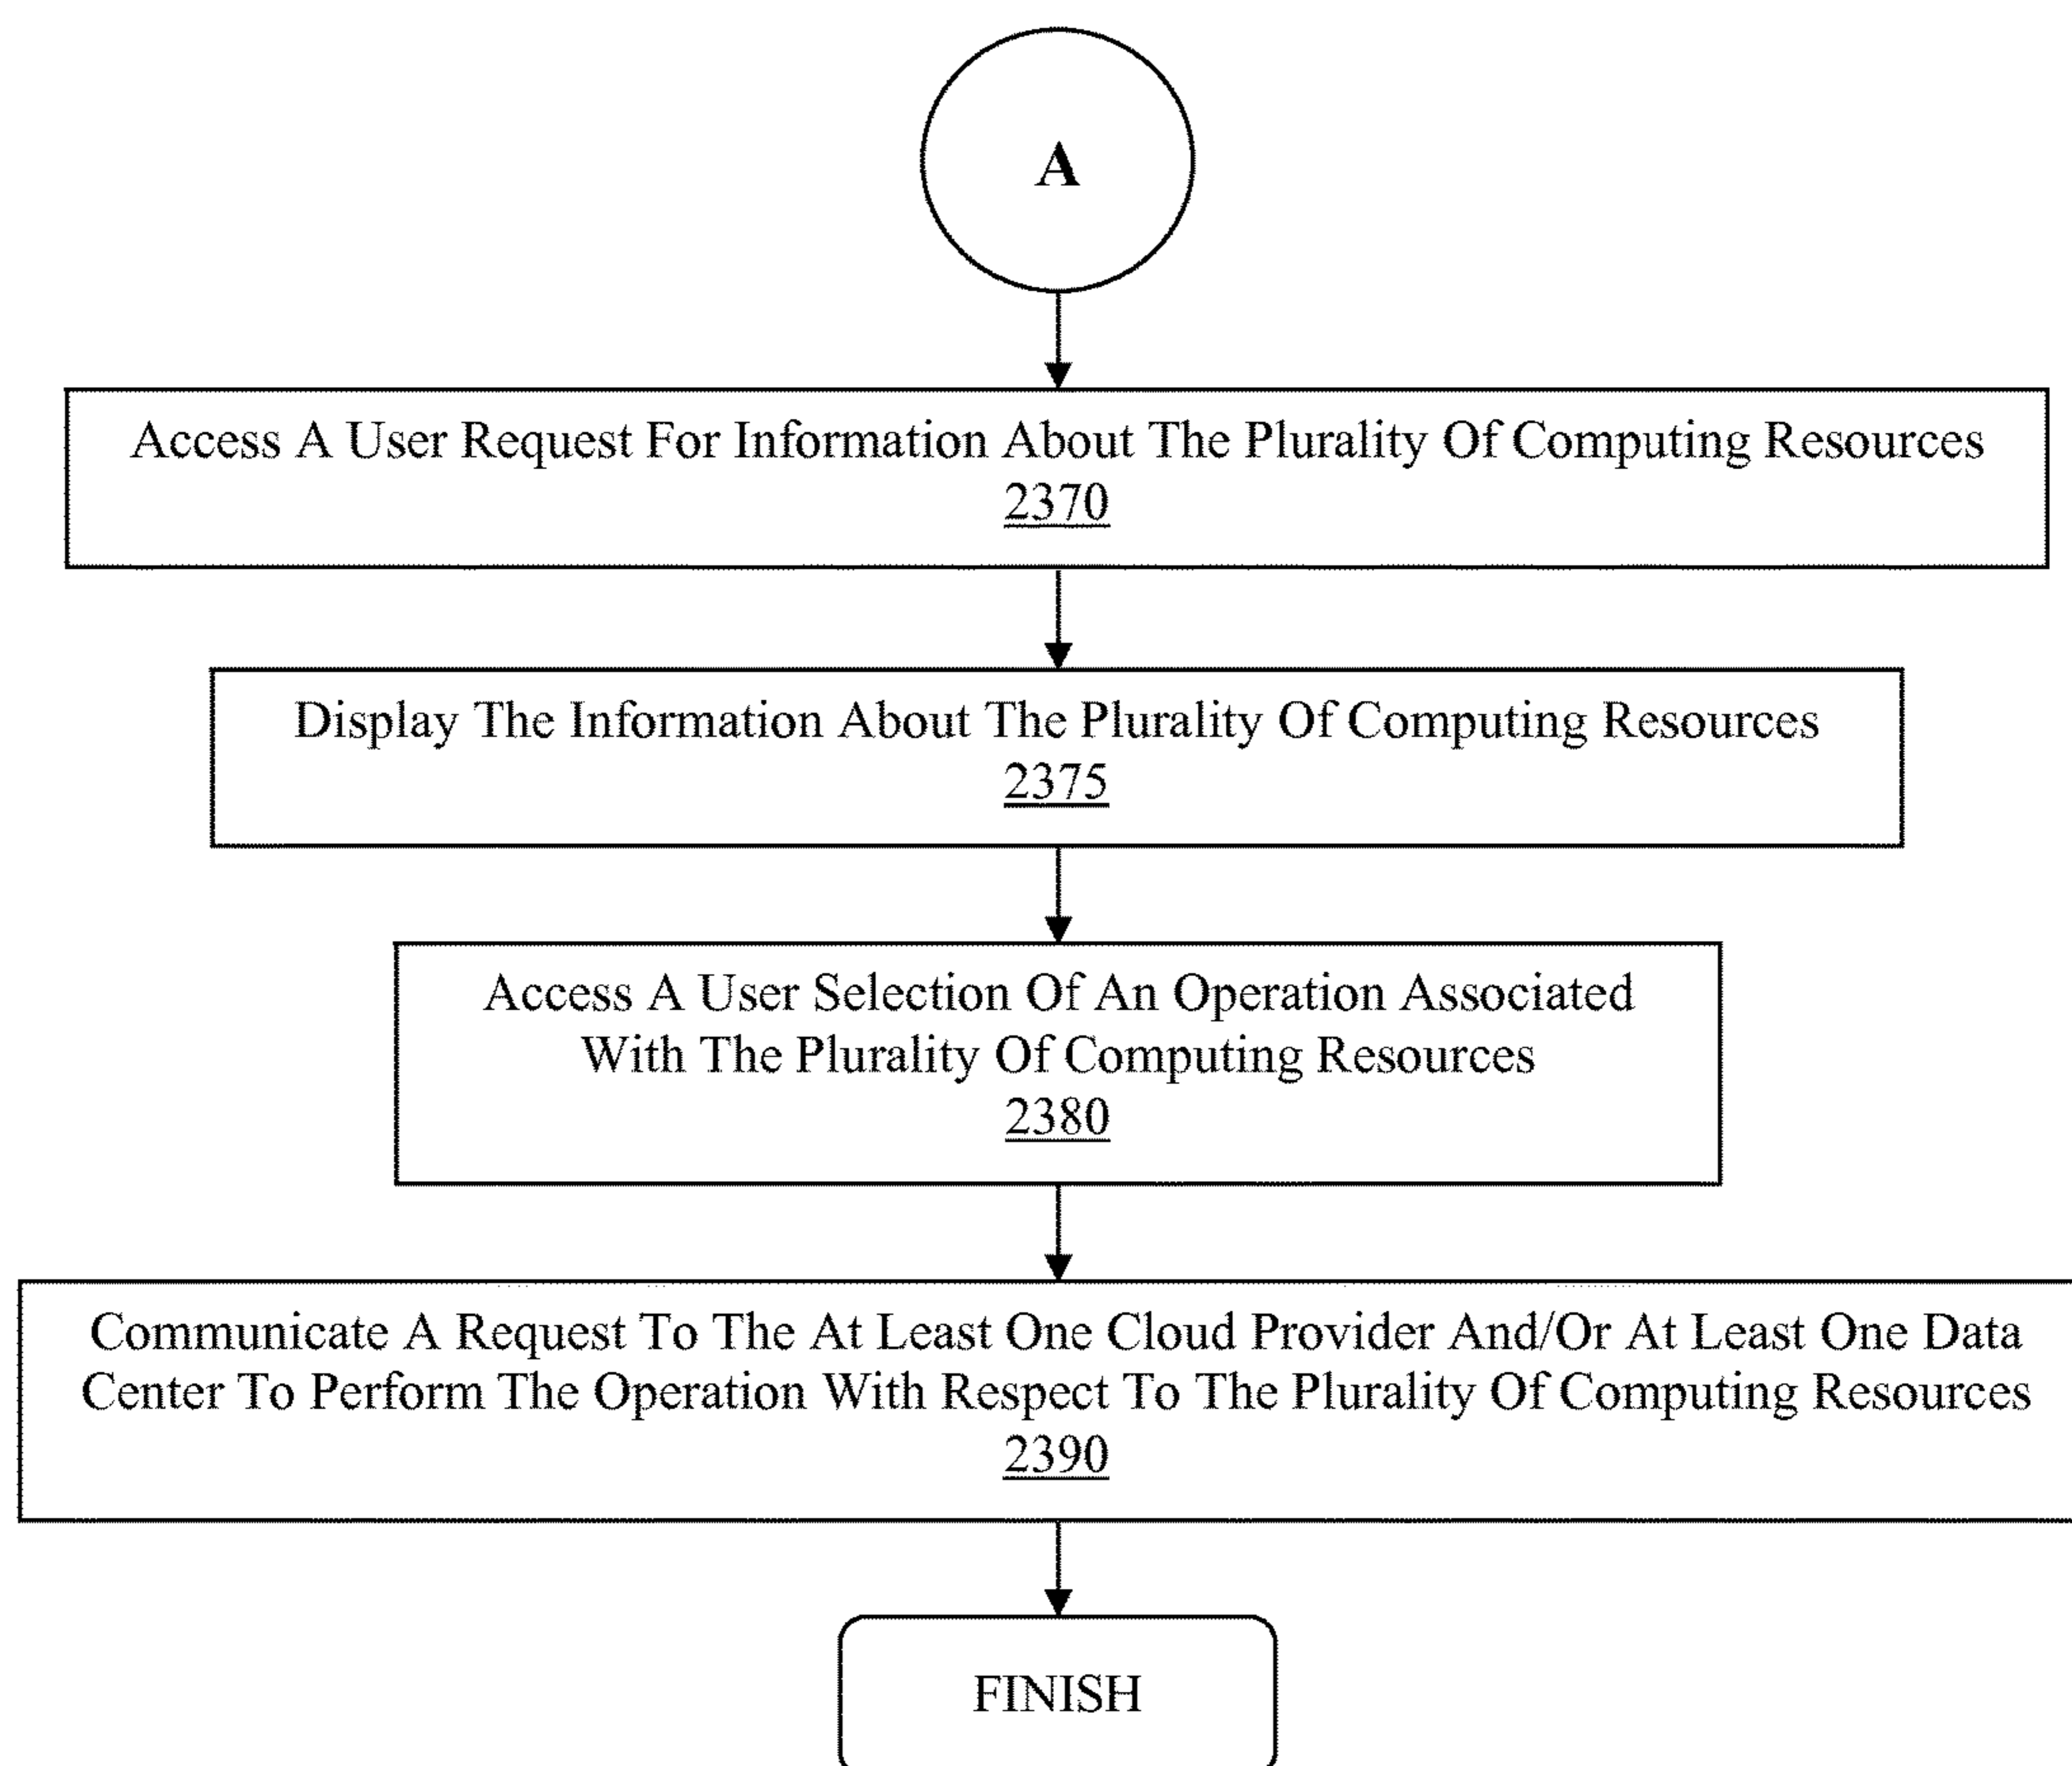 A
Access A User Request For Information About The Plurality Of Computing Resources
2370
Display The Information About The Plurality Of Computing Resources
2375
Access A User Selection Of An Operation Associated
With The Plurality Of Computing Resources
2380
Communicate A Request To The At Least One Cloud Provider And/Or At Least One Data
Center To Perform The Operation With Respect To The Plurality Of Computing Resources
2390
FINISH